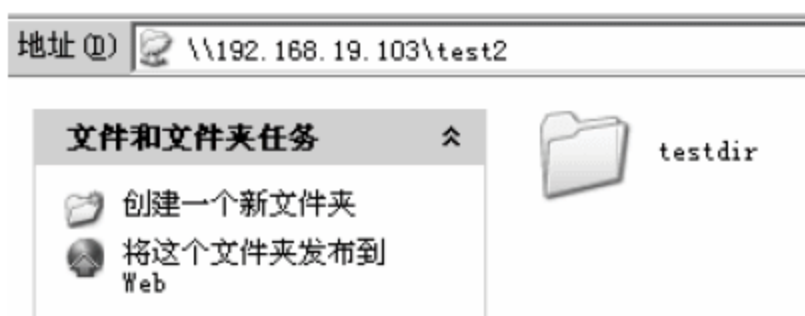 地址(D) \\192.168.19.103\test2
文件和文件夹任务
testdir
创建一个新文件夹
将这个文件夹发布到
Web